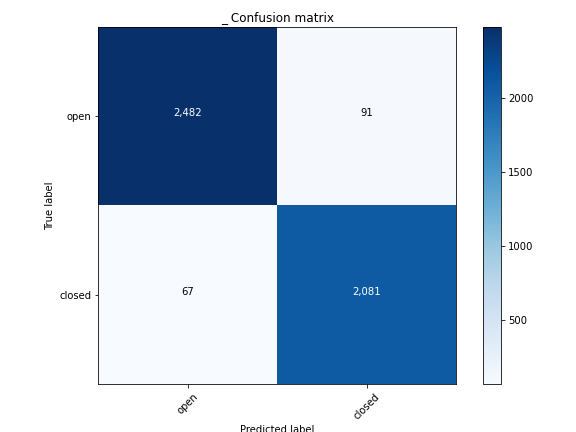 _ Confusion matrix
open
2,482
91
2000
1500
True label
1000
closed
67
2,081
500
open
closed
Predicted label